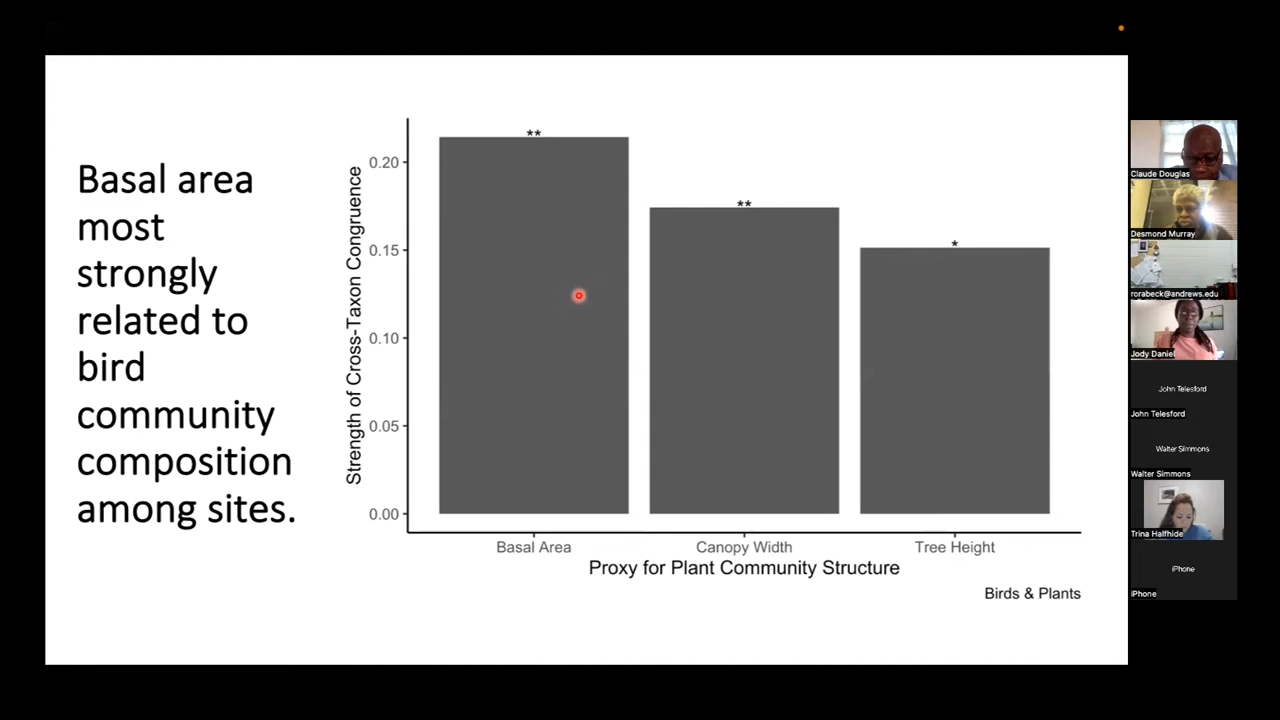 Basal area
most
strongly
related to
bird
community
composition
among sites.
Strength of Cross-Taxon Congruence
0.20
0.15
0.10
0.05
0.00
**
**
*
Basal Area
Canopy Width
Tree Height
Proxy for Plant Community Structure
Birds & Plants
Claude Douglas
Desmond Murray
rorabeck@andrews.edu
Jody Daniel
John Telesford
John Telesford
Walter Simmons
Walter Simmons
Trina Halfhide
iPhone
iPhone